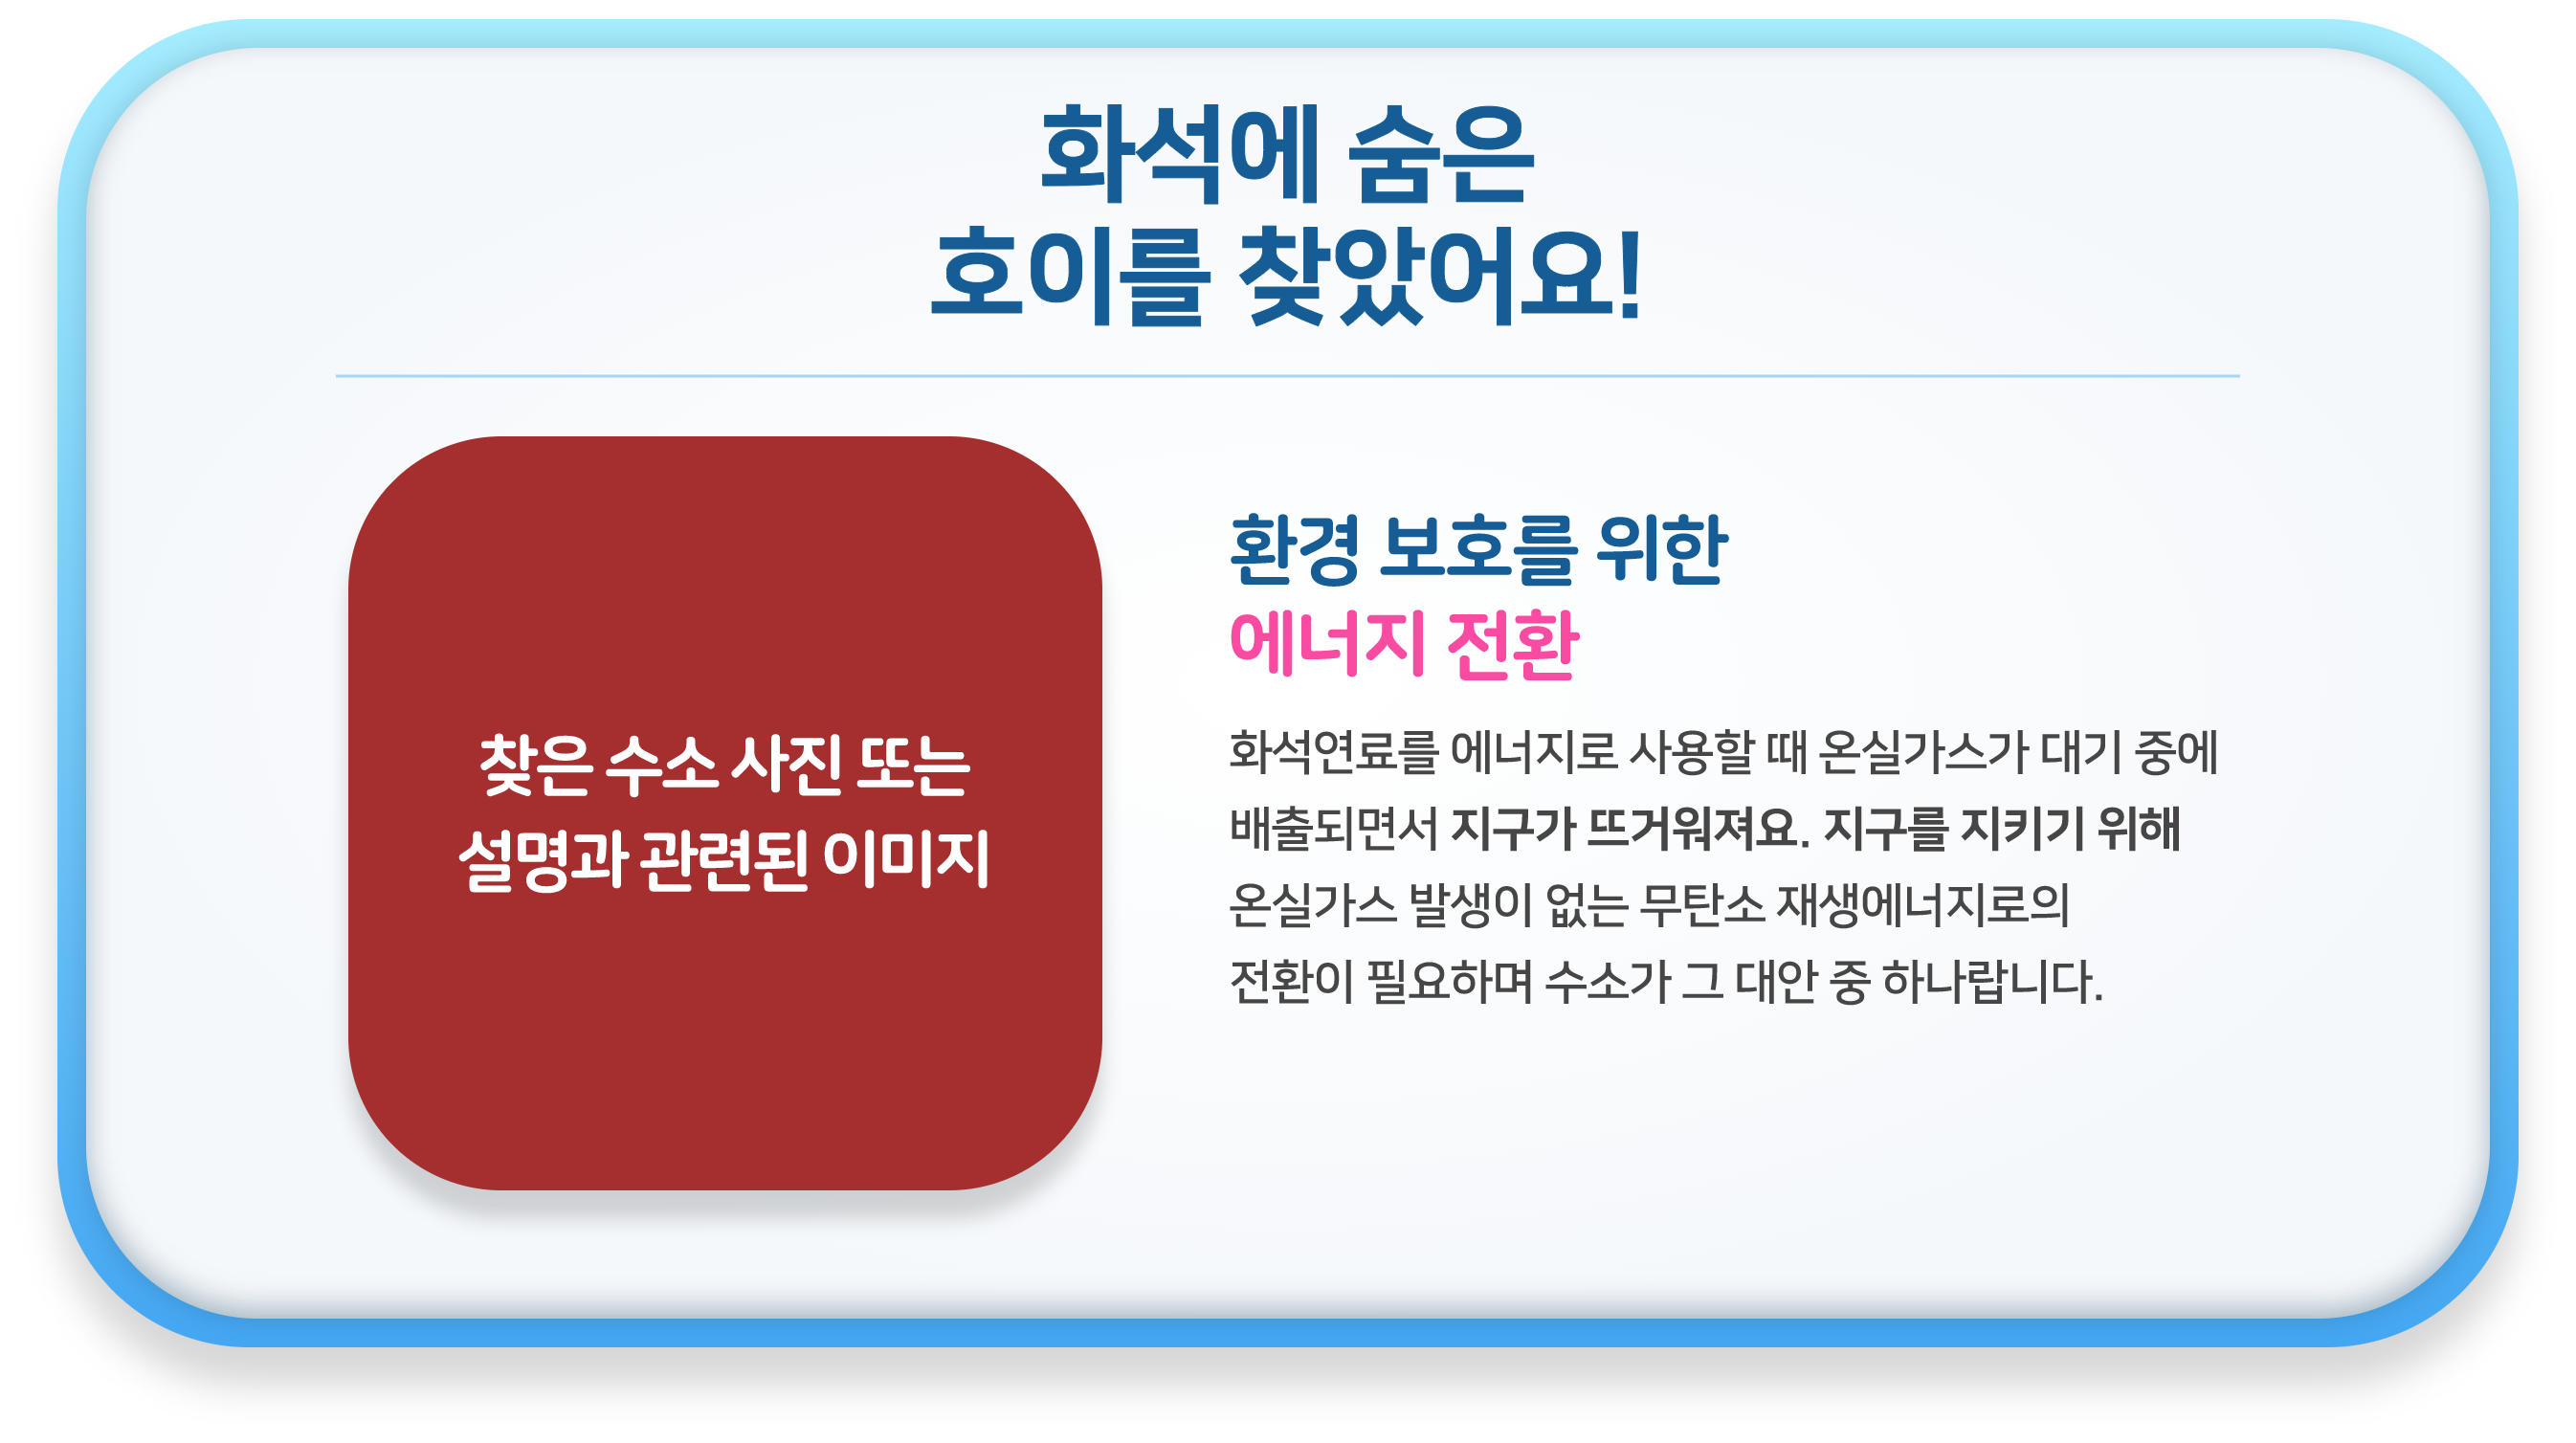 화석에 숨은
호이를 찾았어요!
찾은 수소 사진 또는
설명과 관련된 이미지
환경 보호를 위한
에너지 전환
화석연료를 에너지로 사용할 때 온실가스가 대기 중에
배출되면서 지구가 뜨거워져요. 지구를 지키기 위해
온실가스 발생이 없는 무탄소 재생에너지로의
전환이 필요하며 수소가 그 대안 중 하나랍니다.